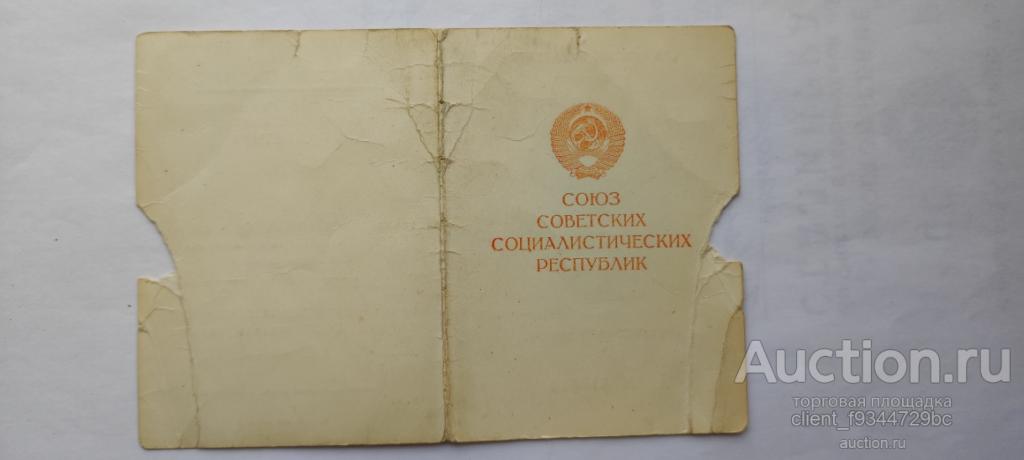 СОЮЗ
СОВЕТСКИХ
СОЦИАЛИСТИЧЕСКИХ
РЕСПУБЛИК
Auction.ru
торговая площадка
client_f9344729bc
auction.ru